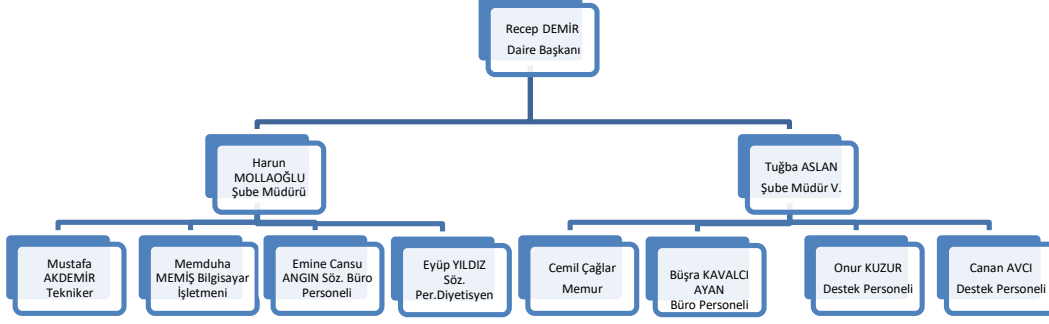 Recep DEMİR
Daire Başkanı
Harun
MOLLAOĞLU
Şube Müdürü
Tuğba ASLAN
Şube Müdür V.
Mustafa
AKDEMİR
Tekniker
Memduha
MEMİŞ Bilgisayar
İşletmeni
Emine Cansu
ANGIN Söz. Büro
Personeli
Eyüp YILDIZ
Söz.
Per.Diyetisyen
Cemil Çağlar
Memur
Büşra KAVALCI
AYAN
Büro Personeli
Onur KUZUR
Destek Personeli
Canan AVCI
Destek Personeli